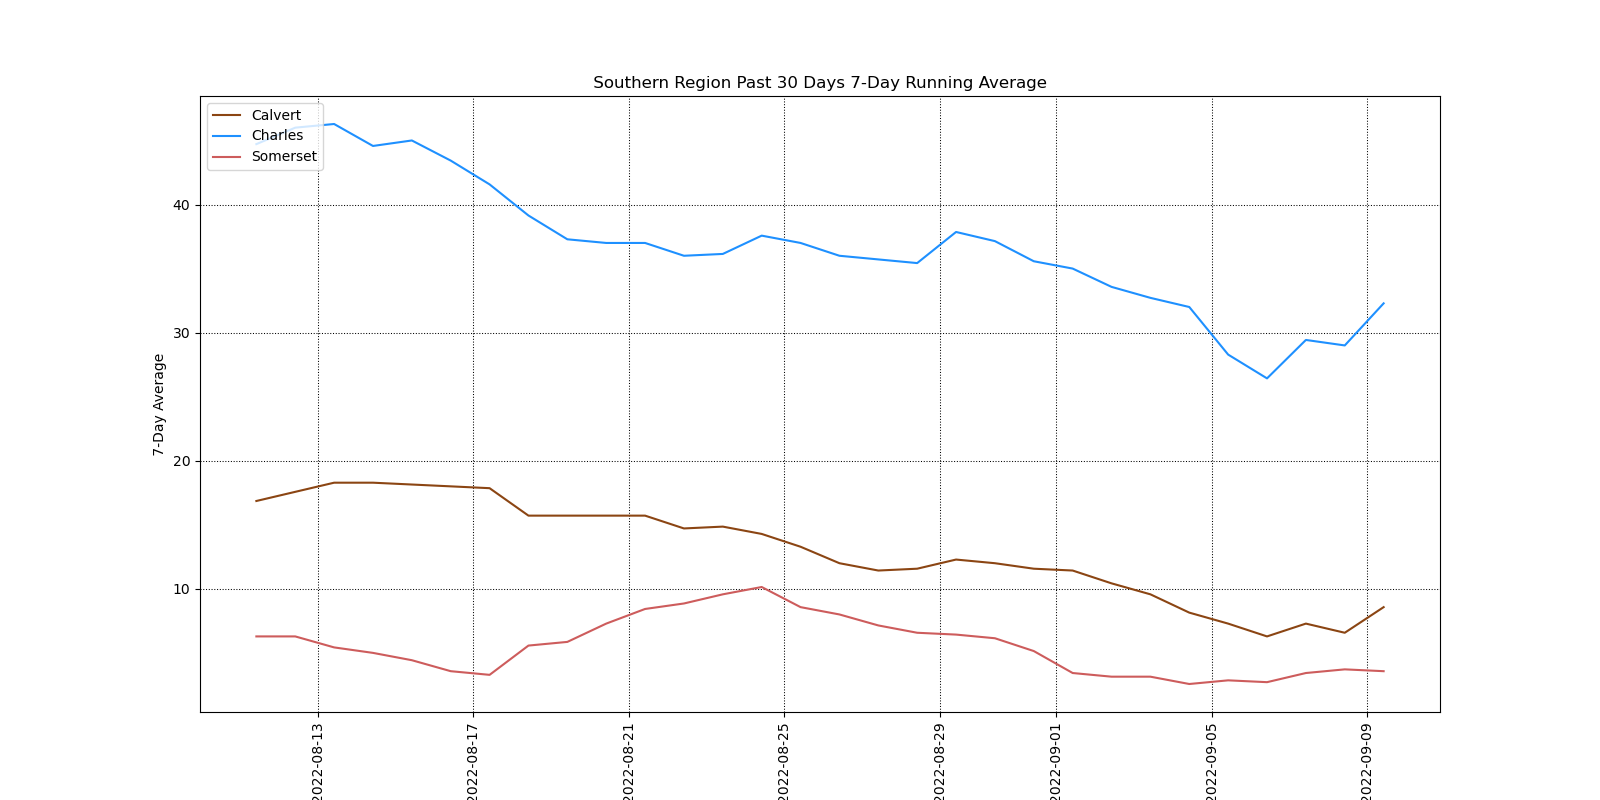 Southern Region Past 30 Days 7-Day Running Average
Calvert
Charles
Somerset
40
30
20
10
7-Day Average
2022-08-13
2022-08-17
2022-08-21
2022-08-25
2022-08-29
2022-09-01
2022-09-05
2022-09-09